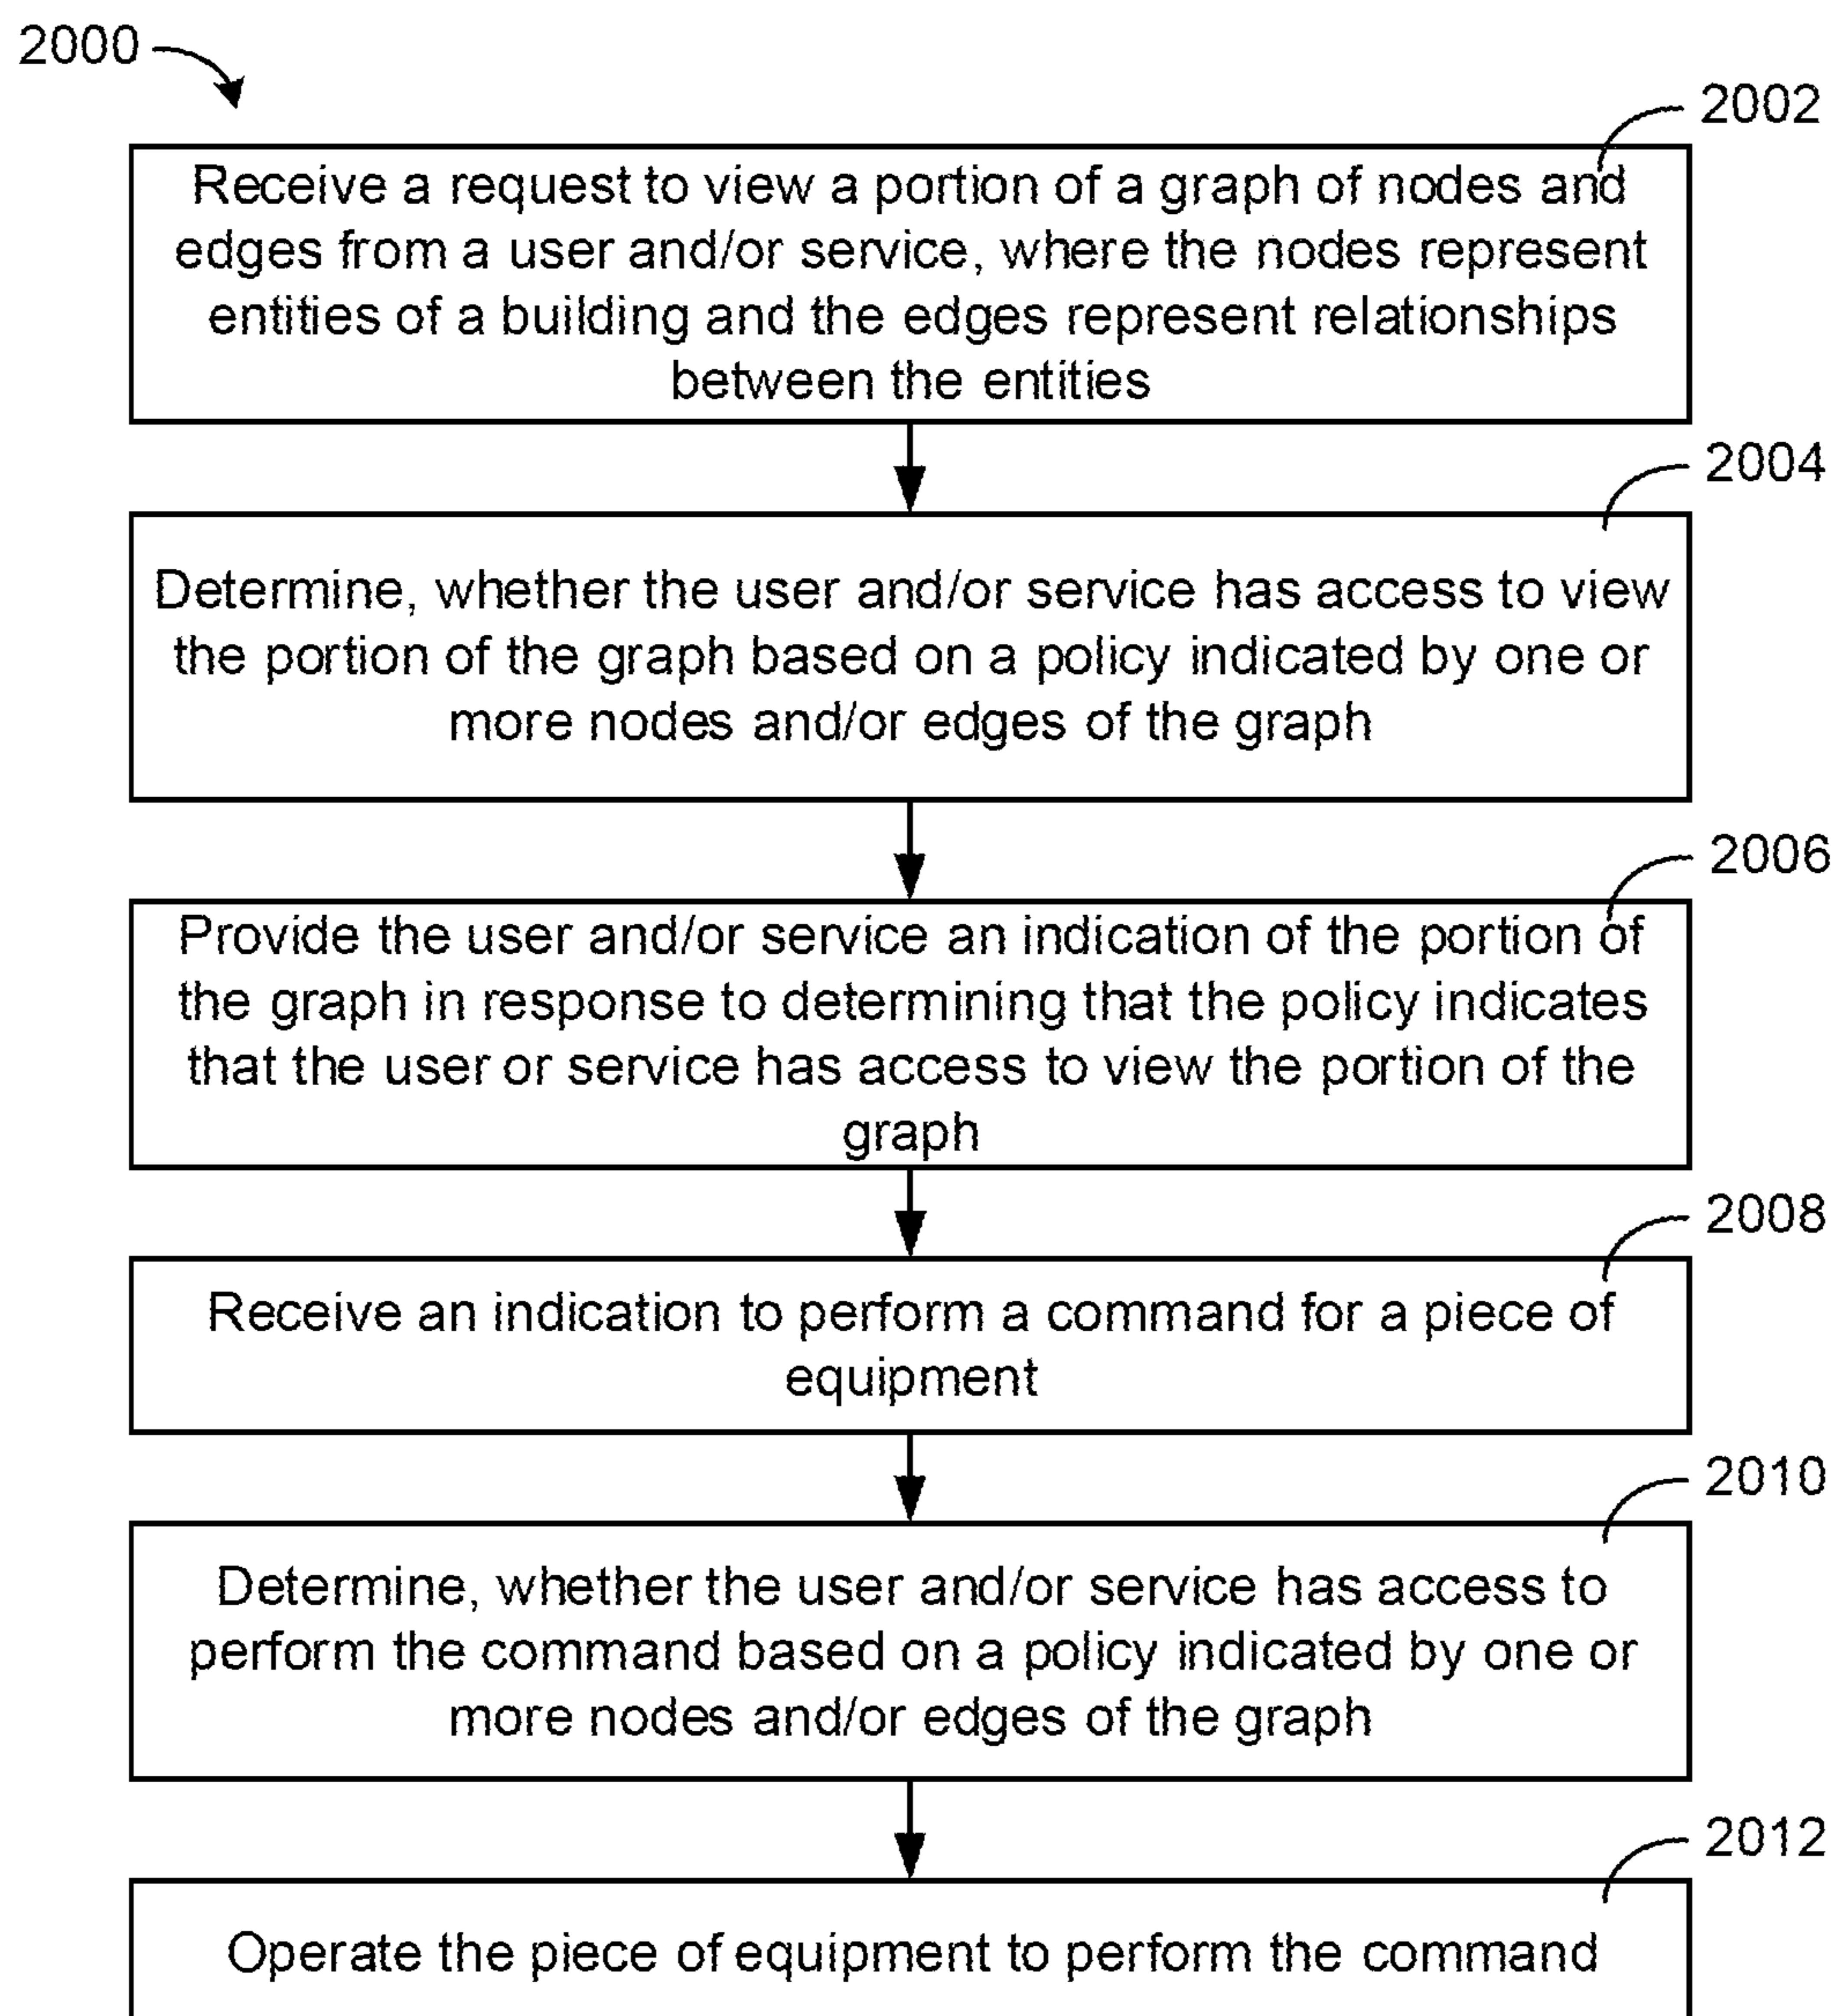 2000
2002
Receive a request to view a portion of a graph of nodes and
edges from a user and/or service, where the nodes represent
entities of a building and the edges represent relationships
between the entities
2004
Determine, whether the user and/or service has access to view
the portion of the graph based on a policy indicated by one or
more nodes and/or edges of the graph
2006
Provide the user and/or service an indication of the portion of
the graph in response to determining that the policy indicates
that the user or service has access to view the portion of the
graph
2008
Receive an indication to perform a command for a piece of
equipment
2010
Determine, whether the user and/or service has access to
perform the command based on a policy indicated by one or
more nodes and/or edges of the graph
2012
Operate the piece of equipment to perform the command